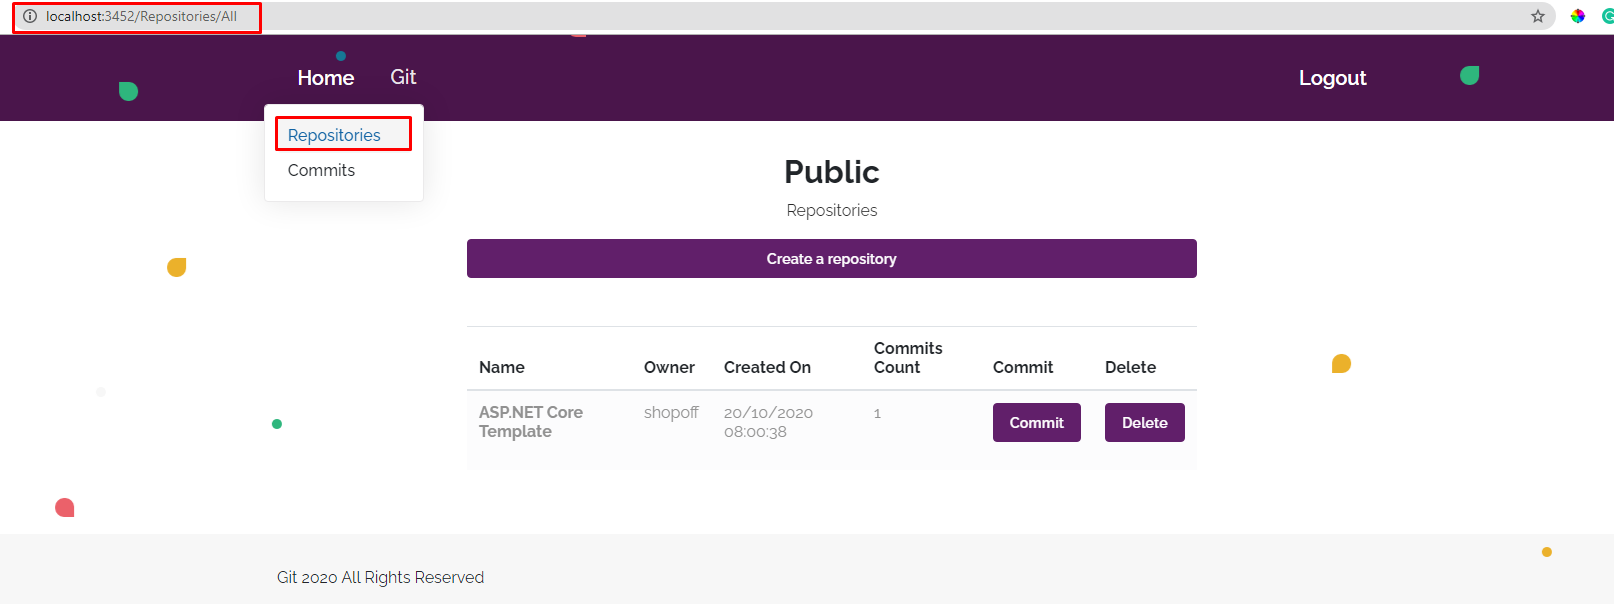 localhost:3452/Repositories/All
Home Git Logout
Repositories
Commits
Public
Repositories
Create a repository
Name Owner Created On Commits Count Commit Delete
ASP.NET Core Template shopoff 20/10/2020 08:00:38 1 Commit Delete
Git 2020 All Rights Reserved